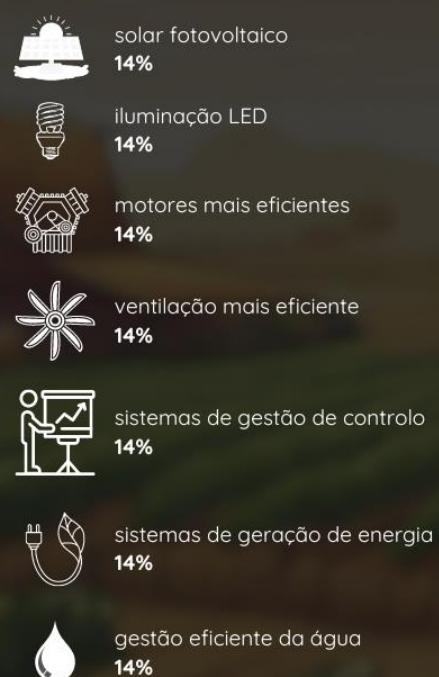 solar fotovoltaico
14%
iluminação LED
14%
motores mais eficientes
14%
ventilação mais eficiente
14%
sistemas de gestão de controlo
14%
sistemas de geração de energia
14%
gestão eficiente da água
14%